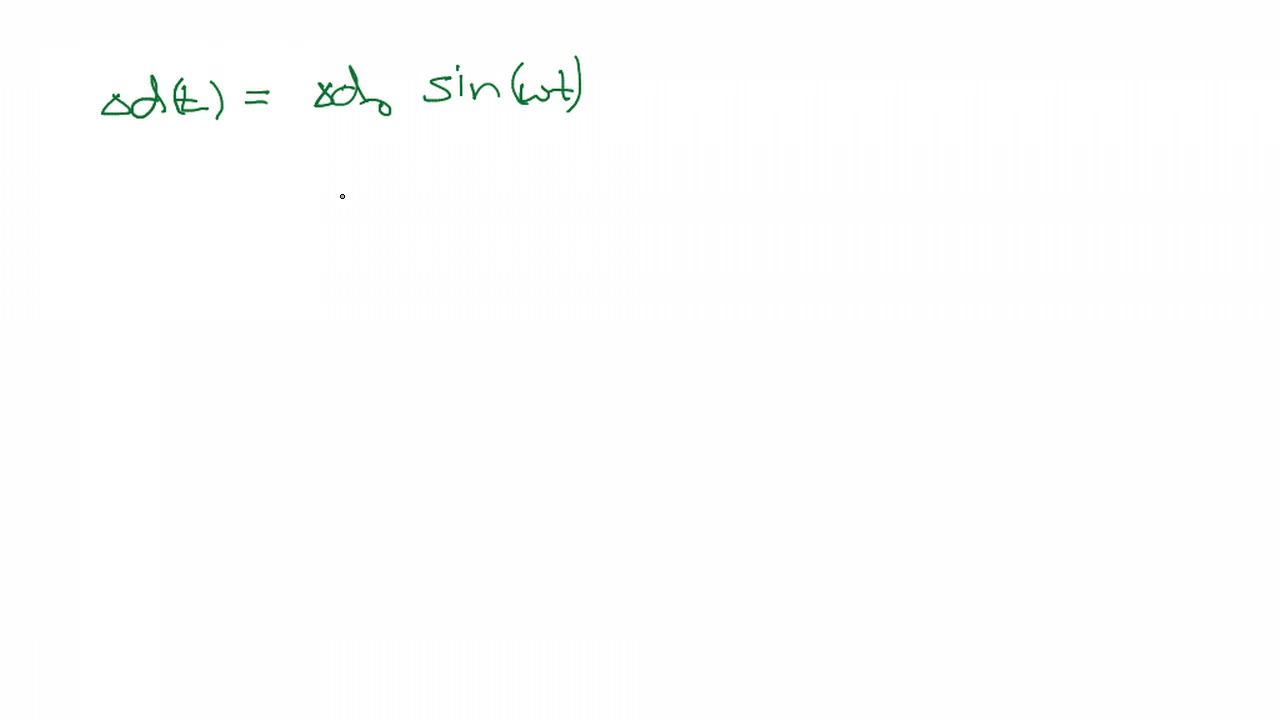 Δd(t) = Δd₀ sin(ωt)